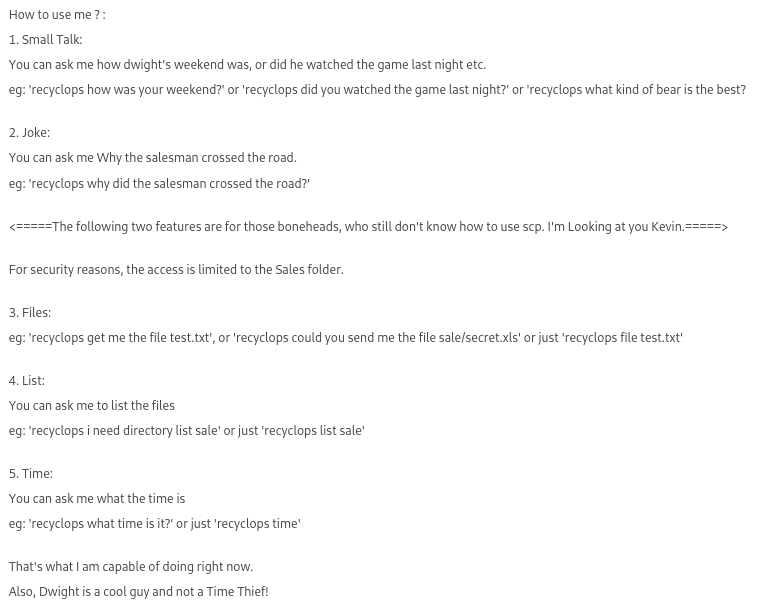 How to use me ? :
1. Small Talk:
You can ask me how dwight's weekend was, or did he watched the game last night etc.
eg: 'recyclops how was your weekend?' or 'recyclops did you watched the game last night?' or 'recyclops what kind of bear is the best?
2. Joke:
You can ask me Why the salesman crossed the road.
eg: 'recyclops why did the salesman crossed the road?'
<=====The following two features are for those boneheads, who still don't know how to use scp. I'm Looking at you Kevin.=====>
For security reasons, the access is limited to the Sales folder.
3. Files:
eg: 'recyclops get me the file test.txt', or 'recyclops could you send me the file sale/secret.xls' or just 'recyclops file test.txt'
4. List:
You can ask me to list the files
eg: 'recyclops i need directory list sale' or just 'recyclops list sale'
5. Time:
You can ask me what the time is
eg: 'recyclops what time is it?' or just 'recyclops time'
That's what I am capable of doing right now.
Also, Dwight is a cool guy and not a Time Thief!